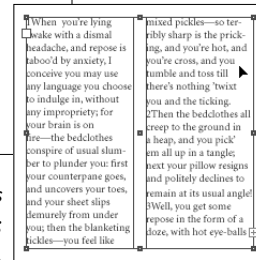 1When you're lying
awake with a dismal
headache, and repose is
taboo'd by anxiety, I
conceive you may use
any language you choose
to indulge in, without
any impropriety; for
your brain is on
fire—the bedclothes
conspire of usual slum-
ber to plunder you: first
your counterpane goes,
and uncovers your toes,
and your sheet slips
demurely from under
you; then the blanketing
tickles—you feel like
mixed pickles—so ter-
ribly sharp is the prick-
ing, and you're hot, and
you're cross, and you
tumble and toss till
there's nothing 'twixt
you and the ticking.
2Then the bedclothes all
creep to the ground in
a heap, and you pick'
em all up in a tangle;
next your pillow resigns
and politely declines to
remain at its usual angle!
3Well, you get some
repose in the form of a
doze, with hot eye-balls